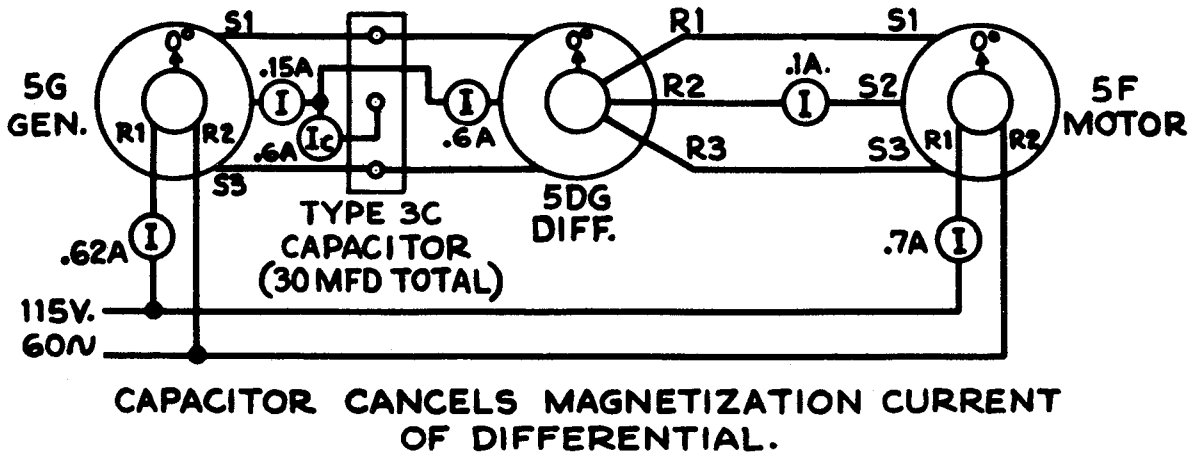 5G
GEN.
0°
R1
R2
S1
S3
.15A
I
Ic
.6A
I
.6A
TYPE 3C
CAPACITOR
(30 MFD TOTAL)
0°
5DG
DIFF.
R1
R2
R3
.1A.
I
S1
S2
S3
0°
R1
R2
5F
MOTOR
.62A
I
.7A
I
115V.
60~
CAPACITOR CANCELS MAGNETIZATION CURRENT
OF DIFFERENTIAL.